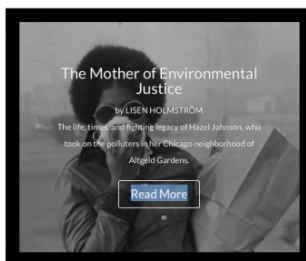 The Mother of Environmental
Justice
by LISEN HOLMSTRÖM
The life, times, and fighting legacy of Hazel Johnson, who
took on the polluters in her Chicago neighborhood of
Altgeld Gardens.
Read More